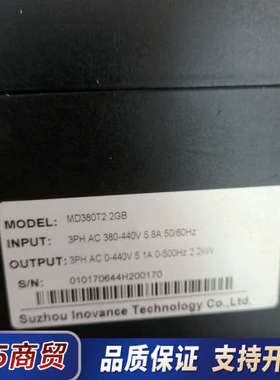 MODEL: MD380T2.2GB
INPUT: 3PH AC 380-440V 5.8A 50/60Hz
OUTPUT: 3PH AC 0-440V 5.1A 0-500Hz 2.2kW
S/N: 010170644H200170
Suzhou Inovance Technology Co.,Ltd.
5商贸
品质保证 支持开